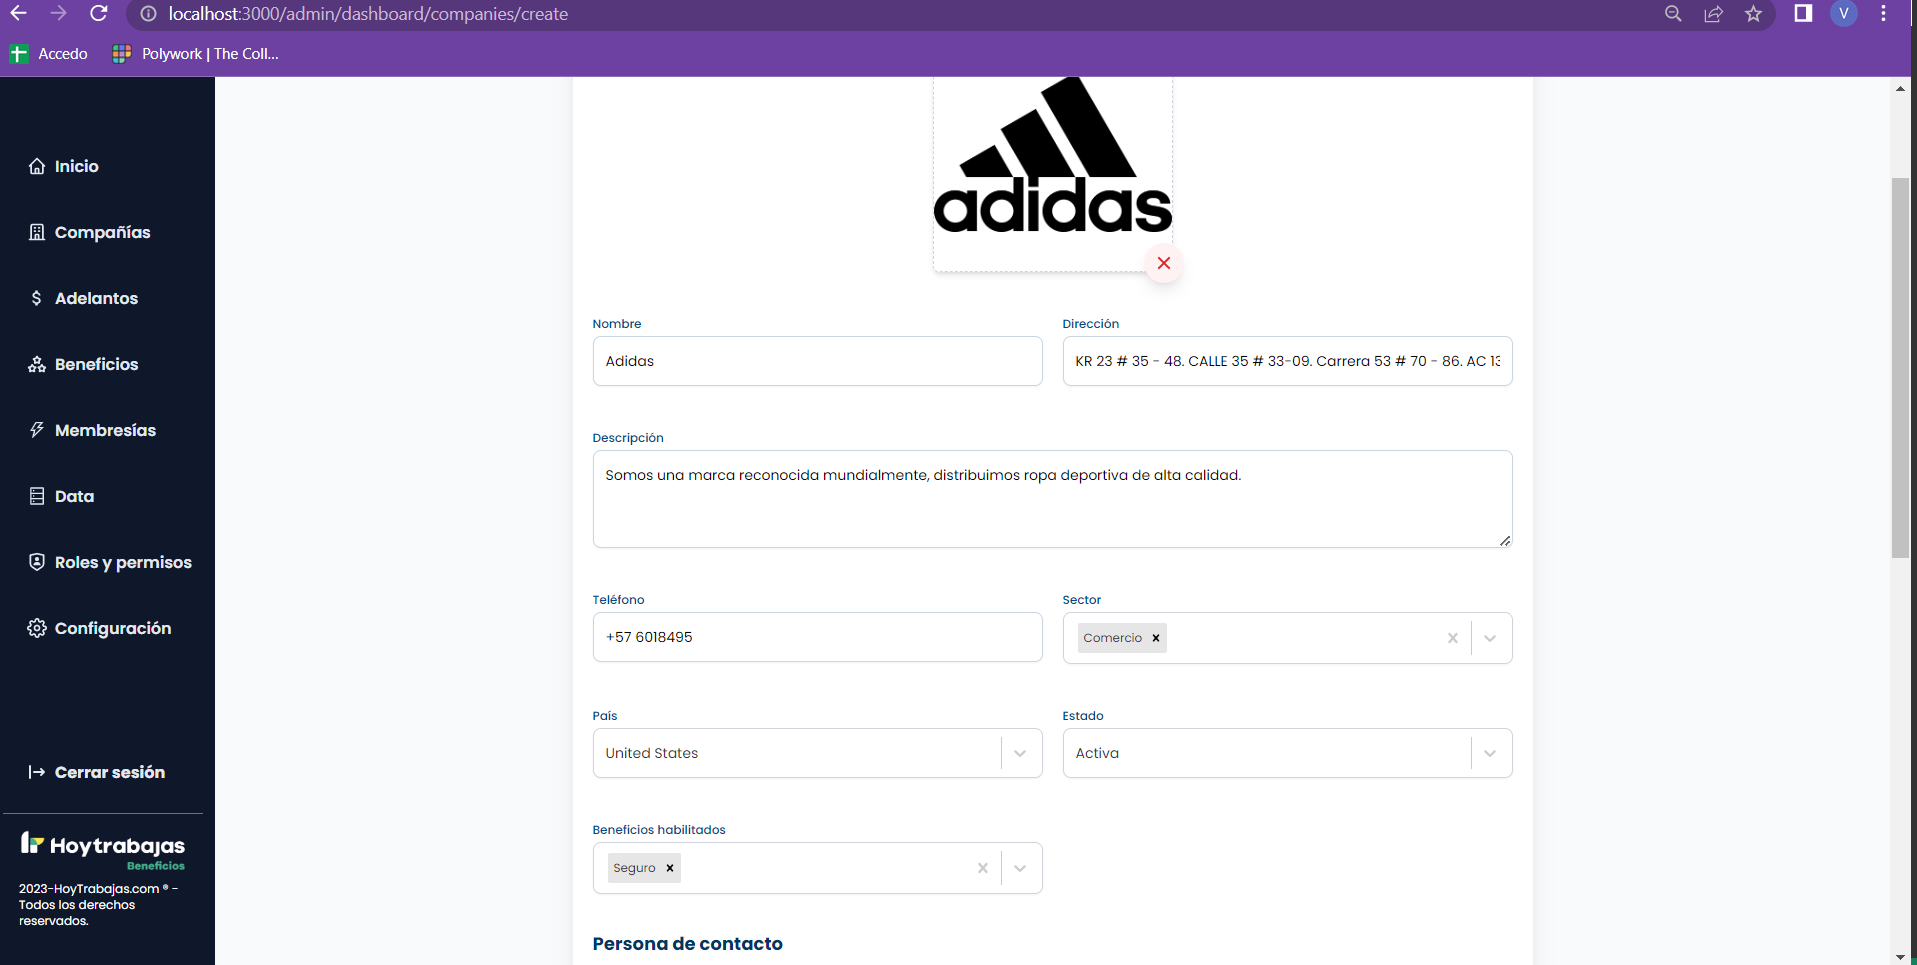 localhost:3000/admin/dashboard/companies/create
V
Accedo
Polywork | The Coll...
Inicio
Compañías
Adelantos
Beneficios
Membresías
Data
Roles y permisos
Configuración
Cerrar sesión
Hoytrabajas
Beneficios
2023-HoyTrabajas.com ® -
Todos los derechos
reservados.
adidas
Nombre
Adidas
Dirección
KR 23 # 35 - 48. CALLE 35 # 33-09. Carrera 53 # 70 - 86. AC 13
Descripción
Somos una marca reconocida mundialmente, distribuimos ropa deportiva de alta calidad.
Teléfono
+57 6018495
Sector
Comercio
País
United States
Estado
Activa
Beneficios habilitados
Seguro
Persona de contacto